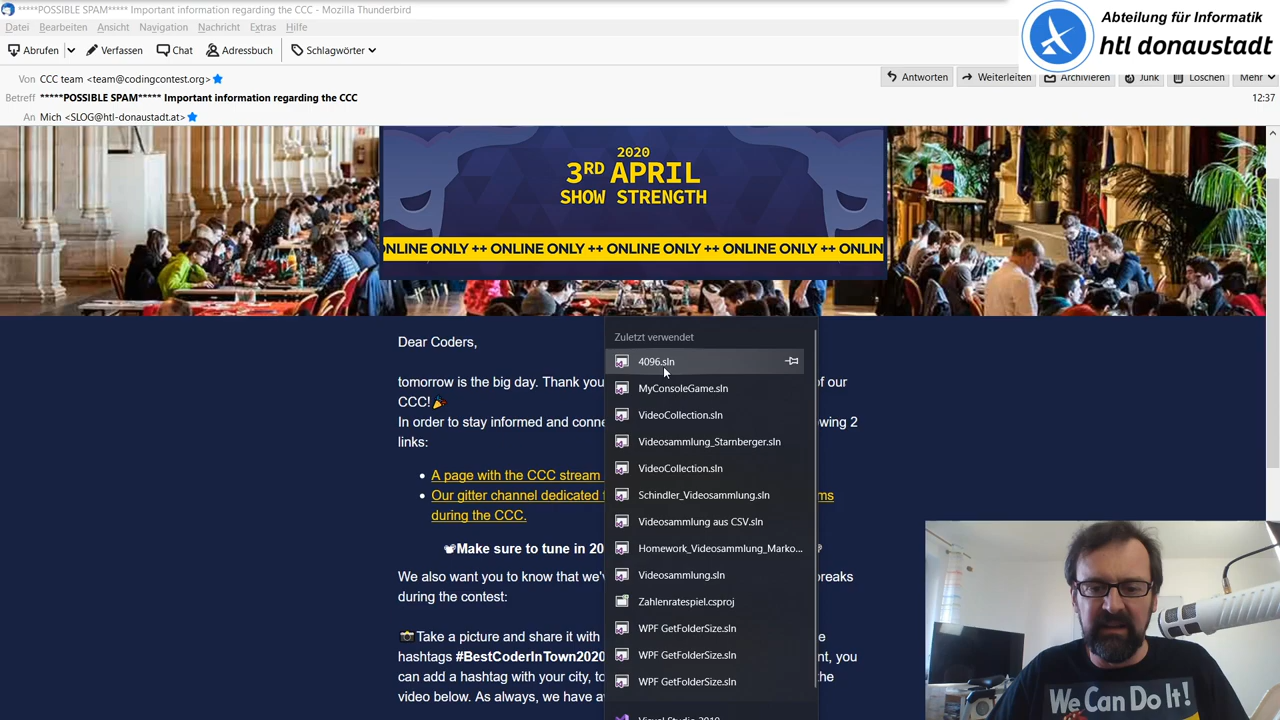 *****POSSIBLE SPAM***** Important information regarding the CCC - Mozilla Thunderbird
Datei Bearbeiten Ansicht Navigation Nachricht Extras Hilfe
Abteilung für Informatik
htl donaustadt
Abrufen Verfassen Chat Adressbuch Schlagwörter
Von CCC team <team@codingcontest.org>
Antworten Weiterleiten Archivieren Junk Löschen Mehr
Betreff *****POSSIBLE SPAM***** Important information regarding the CCC
12:37
An Mich <SLOG@htl-donaustadt.at>
2020
3RD APRIL
SHOW STRENGTH
ONLINE ONLY ++ ONLINE ONLY ++ ONLINE ONLY ++ ONLINE ONLY ++ ONLIN
Dear Coders,
tomorrow is the big day. Thank you of our
CCC! 🎉
In order to stay informed and conne wing 2
links:
A page with the CCC stream
Our gitter channel dedicated ms
during the CCC.
Make sure to tune in 20
We also want you to know that we' breaks
during the contest:
📸 Take a picture and share it with
hashtags #BestCoderInTown2020 nt, you
can add a hashtag with your city, to the
video below. As always, we have a
Zuletzt verwendet
4096.sln
MyConsoleGame.sln
VideoCollection.sln
Videosammlung_Starnberger.sln
VideoCollection.sln
Schindler_Videosammlung.sln
Videosammlung aus CSV.sln
Homework_Videosammlung_Marko...
Videosammlung.sln
Zahlenratespiel.csproj
WPF GetFolderSize.sln
WPF GetFolderSize.sln
WPF GetFolderSize.sln
Visual Studio 2019
We Can Do It!